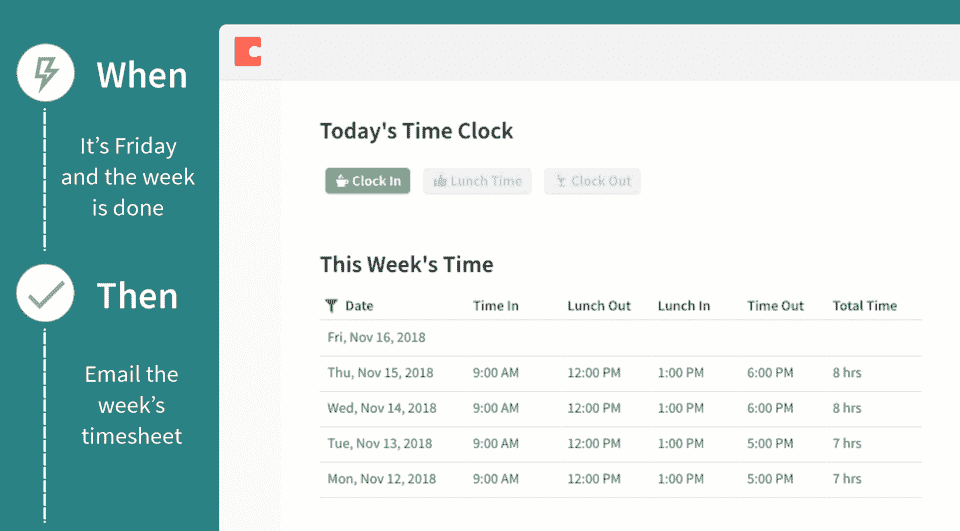 When
It's Friday
and the week
is done
Then
Email the
week's
timesheet
Today's Time Clock
Clock In Lunch Time Clock Out
This Week's Time
Date Time In Lunch Out Lunch In Time Out Total Time
Fri, Nov 16, 2018
Thu, Nov 15, 2018 9:00 AM 12:00 PM 1:00 PM 6:00 PM 8 hrs
Wed, Nov 14, 2018 9:00 AM 12:00 PM 1:00 PM 6:00 PM 8 hrs
Tue, Nov 13, 2018 9:00 AM 12:00 PM 1:00 PM 5:00 PM 7 hrs
Mon, Nov 12, 2018 9:00 AM 12:00 PM 1:00 PM 5:00 PM 7 hrs